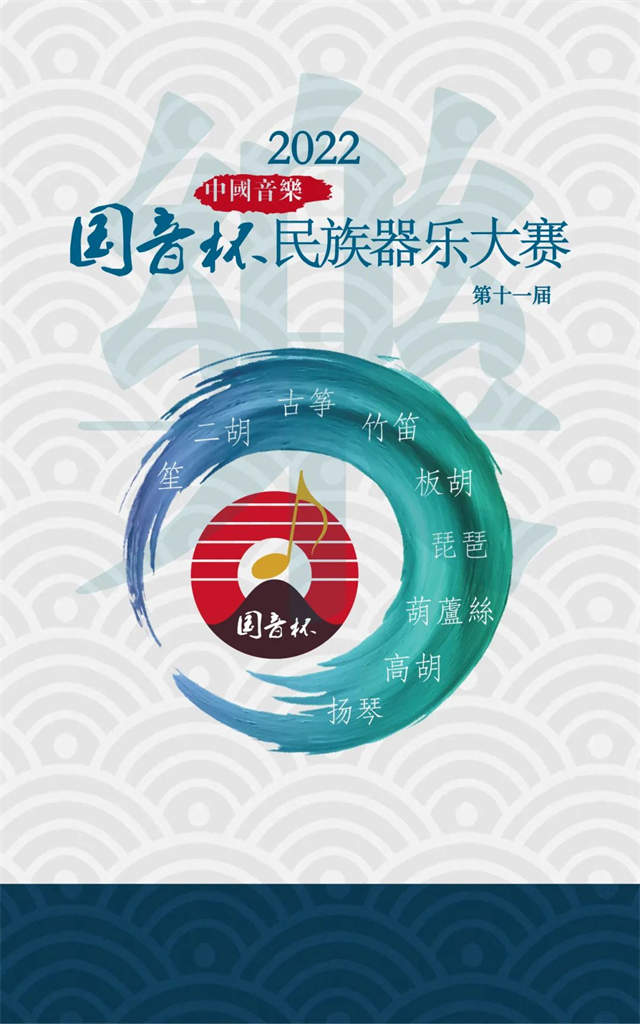 2022
中國音樂
国音杯民族器乐大赛
第十一届
笙
二胡
古筝
竹笛
板胡
琵琶
葫蘆絲
高胡
扬琴
国音杯
樂